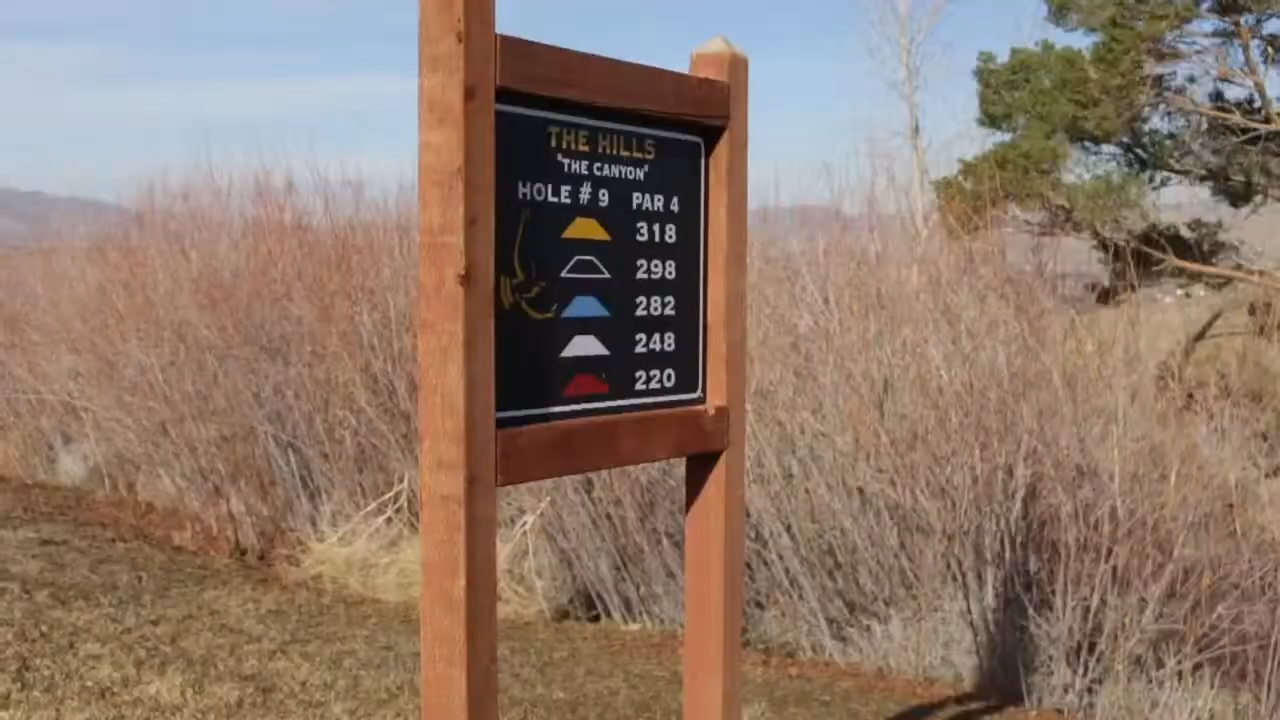 THE HILLS
"THE CANYON"
HOLE # 9 PAR 4
318
298
282
248
220